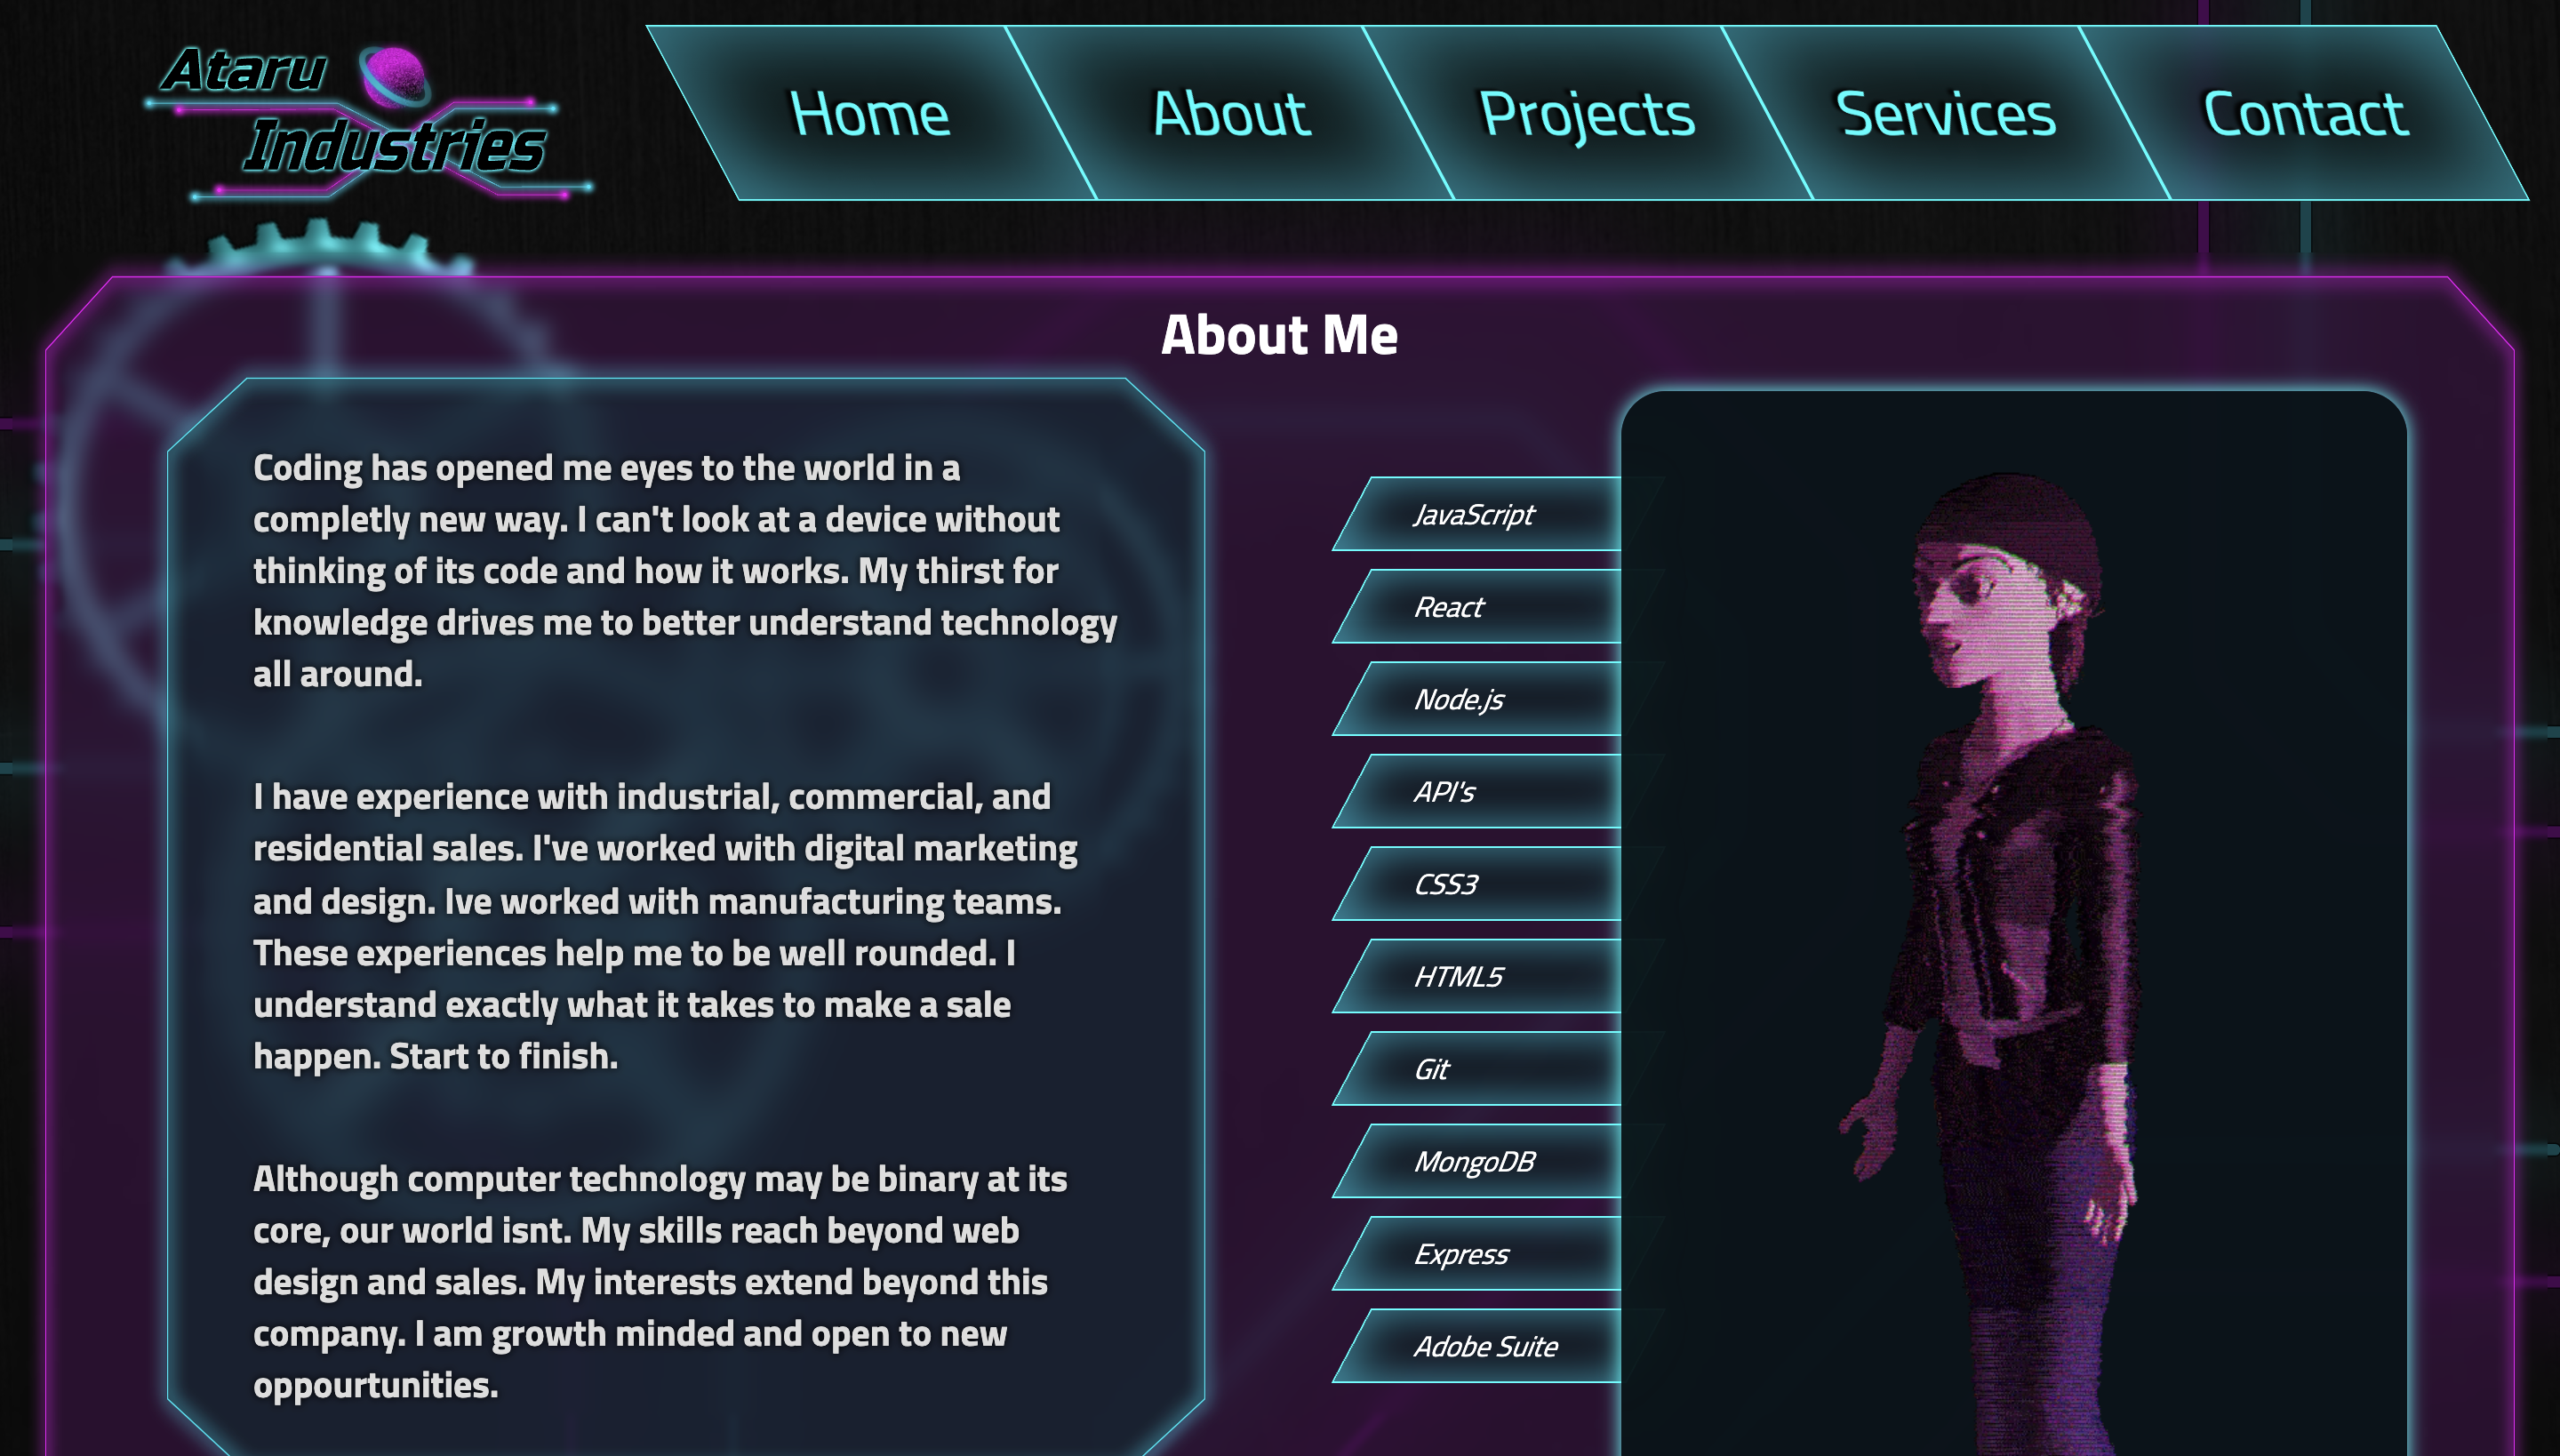 Ataru
Industries
Home
About
Projects
Services
Contact
About Me
Coding has opened me eyes to the world in a
completly new way. I can't look at a device without
thinking of its code and how it works. My thirst for
knowledge drives me to better understand technology
all around.
I have experience with industrial, commercial, and
residential sales. I've worked with digital marketing
and design. Ive worked with manufacturing teams.
These experiences help me to be well rounded. I
understand exactly what it takes to make a sale
happen. Start to finish.
Although computer technology may be binary at its
core, our world isnt. My skills reach beyond web
design and sales. My interests extend beyond this
company. I am growth minded and open to new
oppourtunities.
JavaScript
React
Node.js
API's
CSS3
HTML5
Git
MongoDB
Express
Adobe Suite